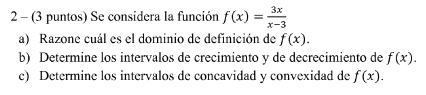 2 – (3 puntos) Se considera la función f(x) = 3x/(x−3)
a) Razone cuál es el dominio de definición de f(x).
b) Determine los intervalos de crecimiento y de decrecimiento de f(x).
c) Determine los intervalos de concavidad y convexidad de f(x).